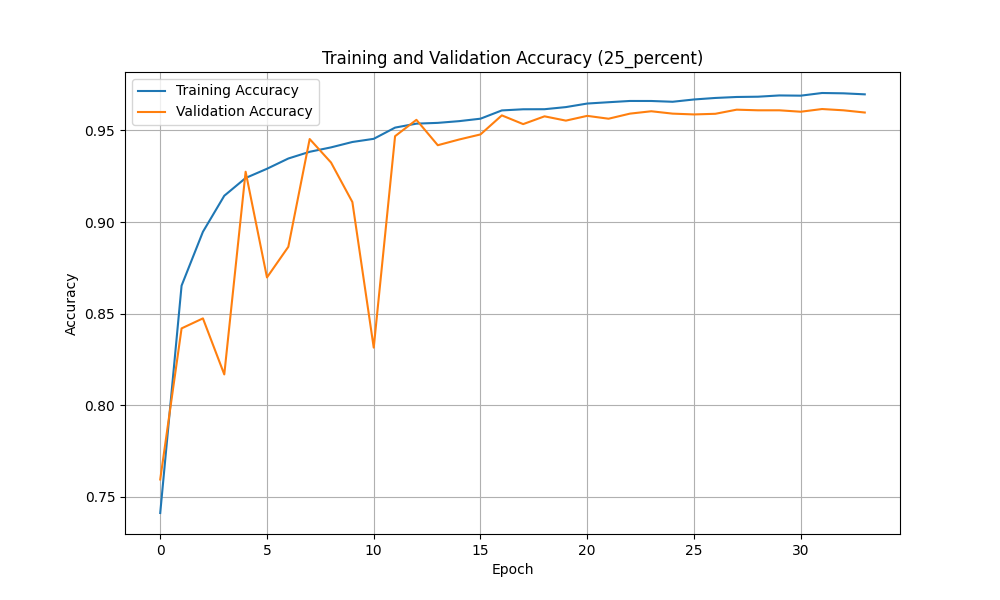 Training and Validation Accuracy (25_percent)
Training Accuracy
Validation Accuracy
Accuracy
0.95
0.90
0.85
0.80
0.75
0 5 10 15 20 25 30
Epoch